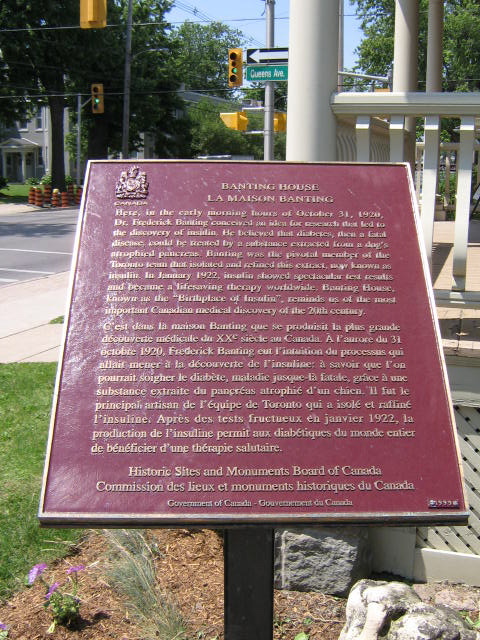 Queens Ave.
CANADA
BANTING HOUSE
LA MAISON BANTING
Here, in the early morning hours of October 31, 1920,
Dr. Frederick Banting conceived an idea for research that led to
the discovery of insulin. He believed that diabetes, then a fatal
disease, could be treated by a substance extracted from a dog's
atrophied pancreas. Banting was the pivotal member of the
Toronto team that isolated and refined this extract, now known as
insulin. In January 1922, insulin showed spectacular test results
and became a lifesaving therapy worldwide. Banting House,
known as the "Birthplace of Insulin", reminds us of the most
important Canadian medical discovery of the 20th century.
C'est dans la maison Banting que se produisit la plus grande
découverte médicale du XXe siècle au Canada. A l'aurore du 31
octobre 1920, Frederick Banting eut l'intuition du processus qui
allait mener à la découverte de l'insuline: à savoir que l'on
pourrait soigner le diabète, maladie jusque-là fatale, grâce à une
substance extraite du pancréas atrophié d'un chien. Il fut le
principal artisan de l'équipe de Toronto qui a isolé et raffiné
l'insuline. Après des tests fructueux en janvier 1922, la
production de l'insuline permit aux diabétiques du monde entier
de bénéficier d'une thérapie salutaire.
Historic Sites and Monuments Board of Canada
Commission des lieux et monuments historiques du Canada
Government of Canada - Gouvernement du Canada